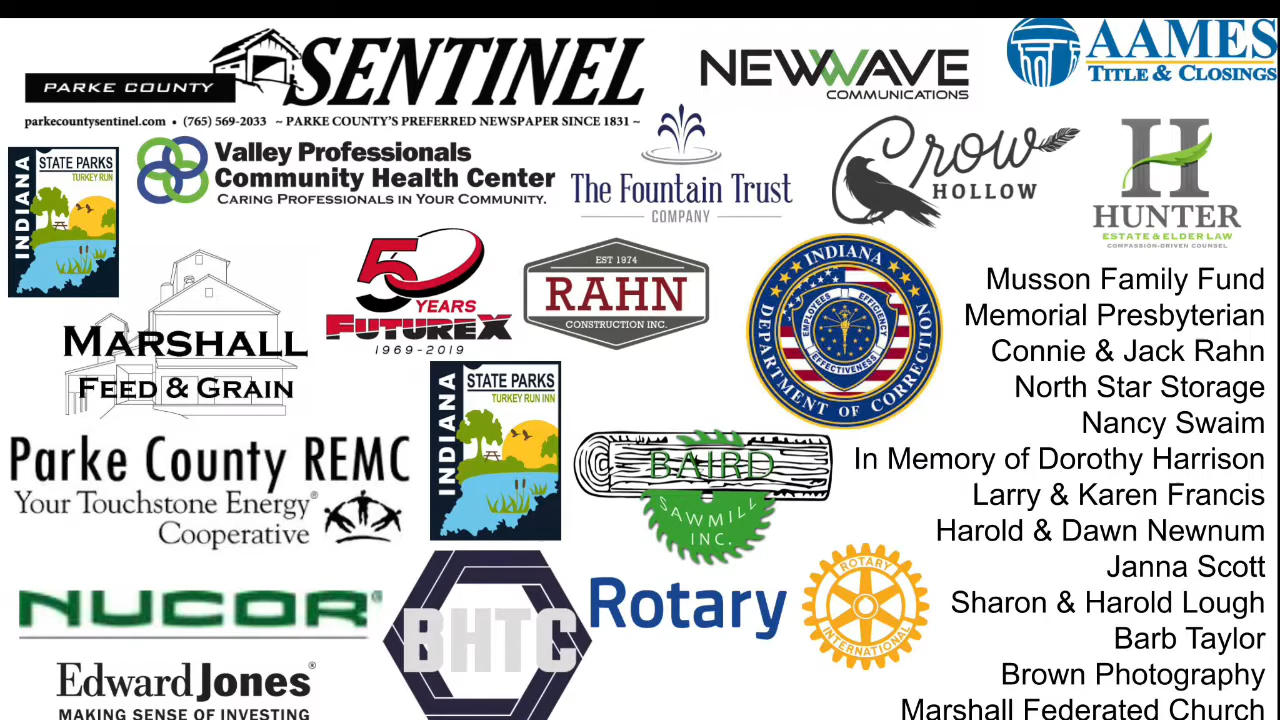 PARKE COUNTY SENTINEL
parkecountysentinel.com • (765) 569-2033 ~ PARKE COUNTY'S PREFERRED NEWSPAPER SINCE 1831 ~
NEWWAVE
COMMUNICATIONS
AAMES
TITLE & CLOSINGS
INDIANA
STATE PARKS
TURKEY RUN
Valley Professionals
Community Health Center
CARING PROFESSIONALS IN YOUR COMMUNITY.
The Fountain Trust
COMPANY
Crow
HOLLOW
H
HUNTER
ESTATE & ELDER LAW
COMPASSION-DRIVEN COUNSEL
MARSHALL
FEED & GRAIN
50
YEARS
FUTUREX
1969-2019
EST 1974
RAHN
CONSTRUCTION INC.
INDIANA
DEPARTMENT OF CORRECTION
EMPLOYEES
EFFICIENCY
EFFECTIVENESS
INDIANA
STATE PARKS
TURKEY RUN INN
Parke County REMC
Your Touchstone Energy®
Cooperative
BAIRD
SAWMILL
INC.
NUCOR®
BHTC
Rotary
ROTARY
INTERNATIONAL
Edward Jones®
MAKING SENSE OF INVESTING
Musson Family Fund
Memorial Presbyterian
Connie & Jack Rahn
North Star Storage
Nancy Swaim
In Memory of Dorothy Harrison
Larry & Karen Francis
Harold & Dawn Newnum
Janna Scott
Sharon & Harold Lough
Barb Taylor
Brown Photography
Marshall Federated Church